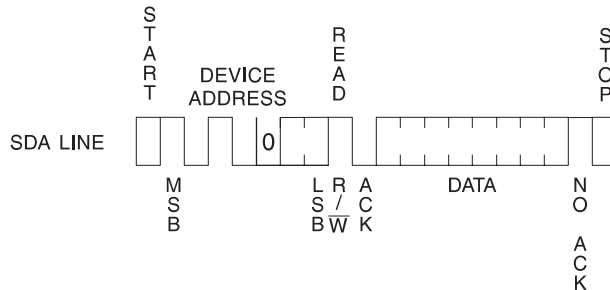 START
DEVICE
ADDRESS
READ
STOP
SDA LINE
0
MSB
LSB
R/W
ACK
DATA
NO ACK